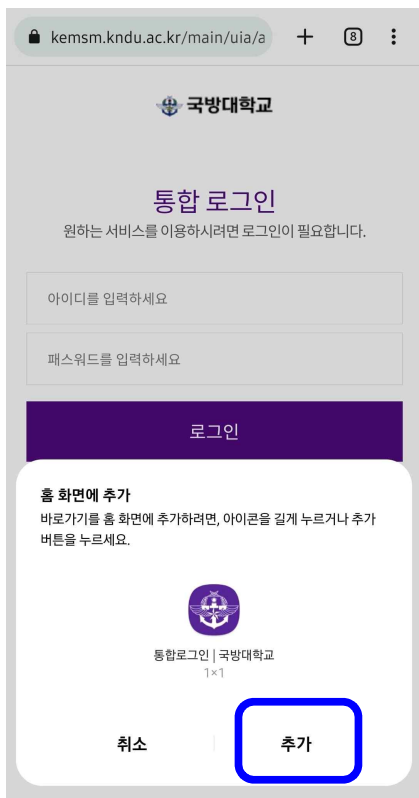 kemsm.kndu.ac.kr/main/uia/a
8
국방대학교
통합 로그인
원하는 서비스를 이용하시려면 로그인이 필요합니다.
아이디를 입력하세요
패스워드를 입력하세요
로그인
홈 화면에 추가
바로가기를 홈 화면에 추가하려면, 아이콘을 길게 누르거나 추가
버튼을 누르세요.
통합로그인 | 국방대학교
1×1
취소
추가